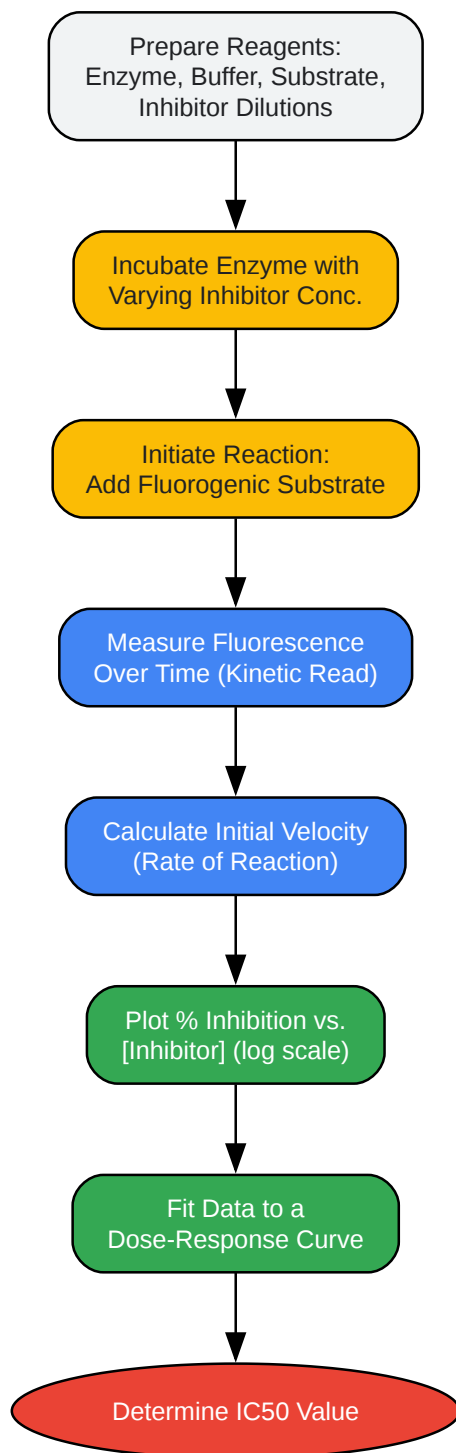 Prepare Reagents:
Enzyme, Buffer, Substrate,
Inhibitor Dilutions
Incubate Enzyme with
Varying Inhibitor Conc.
Initiate Reaction:
Add Fluorogenic Substrate
Measure Fluorescence
Over Time (Kinetic Read)
Calculate Initial Velocity
(Rate of Reaction)
Plot % Inhibition vs.
[Inhibitor] (log scale)
Fit Data to a
Dose-Response Curve
Determine IC50 Value